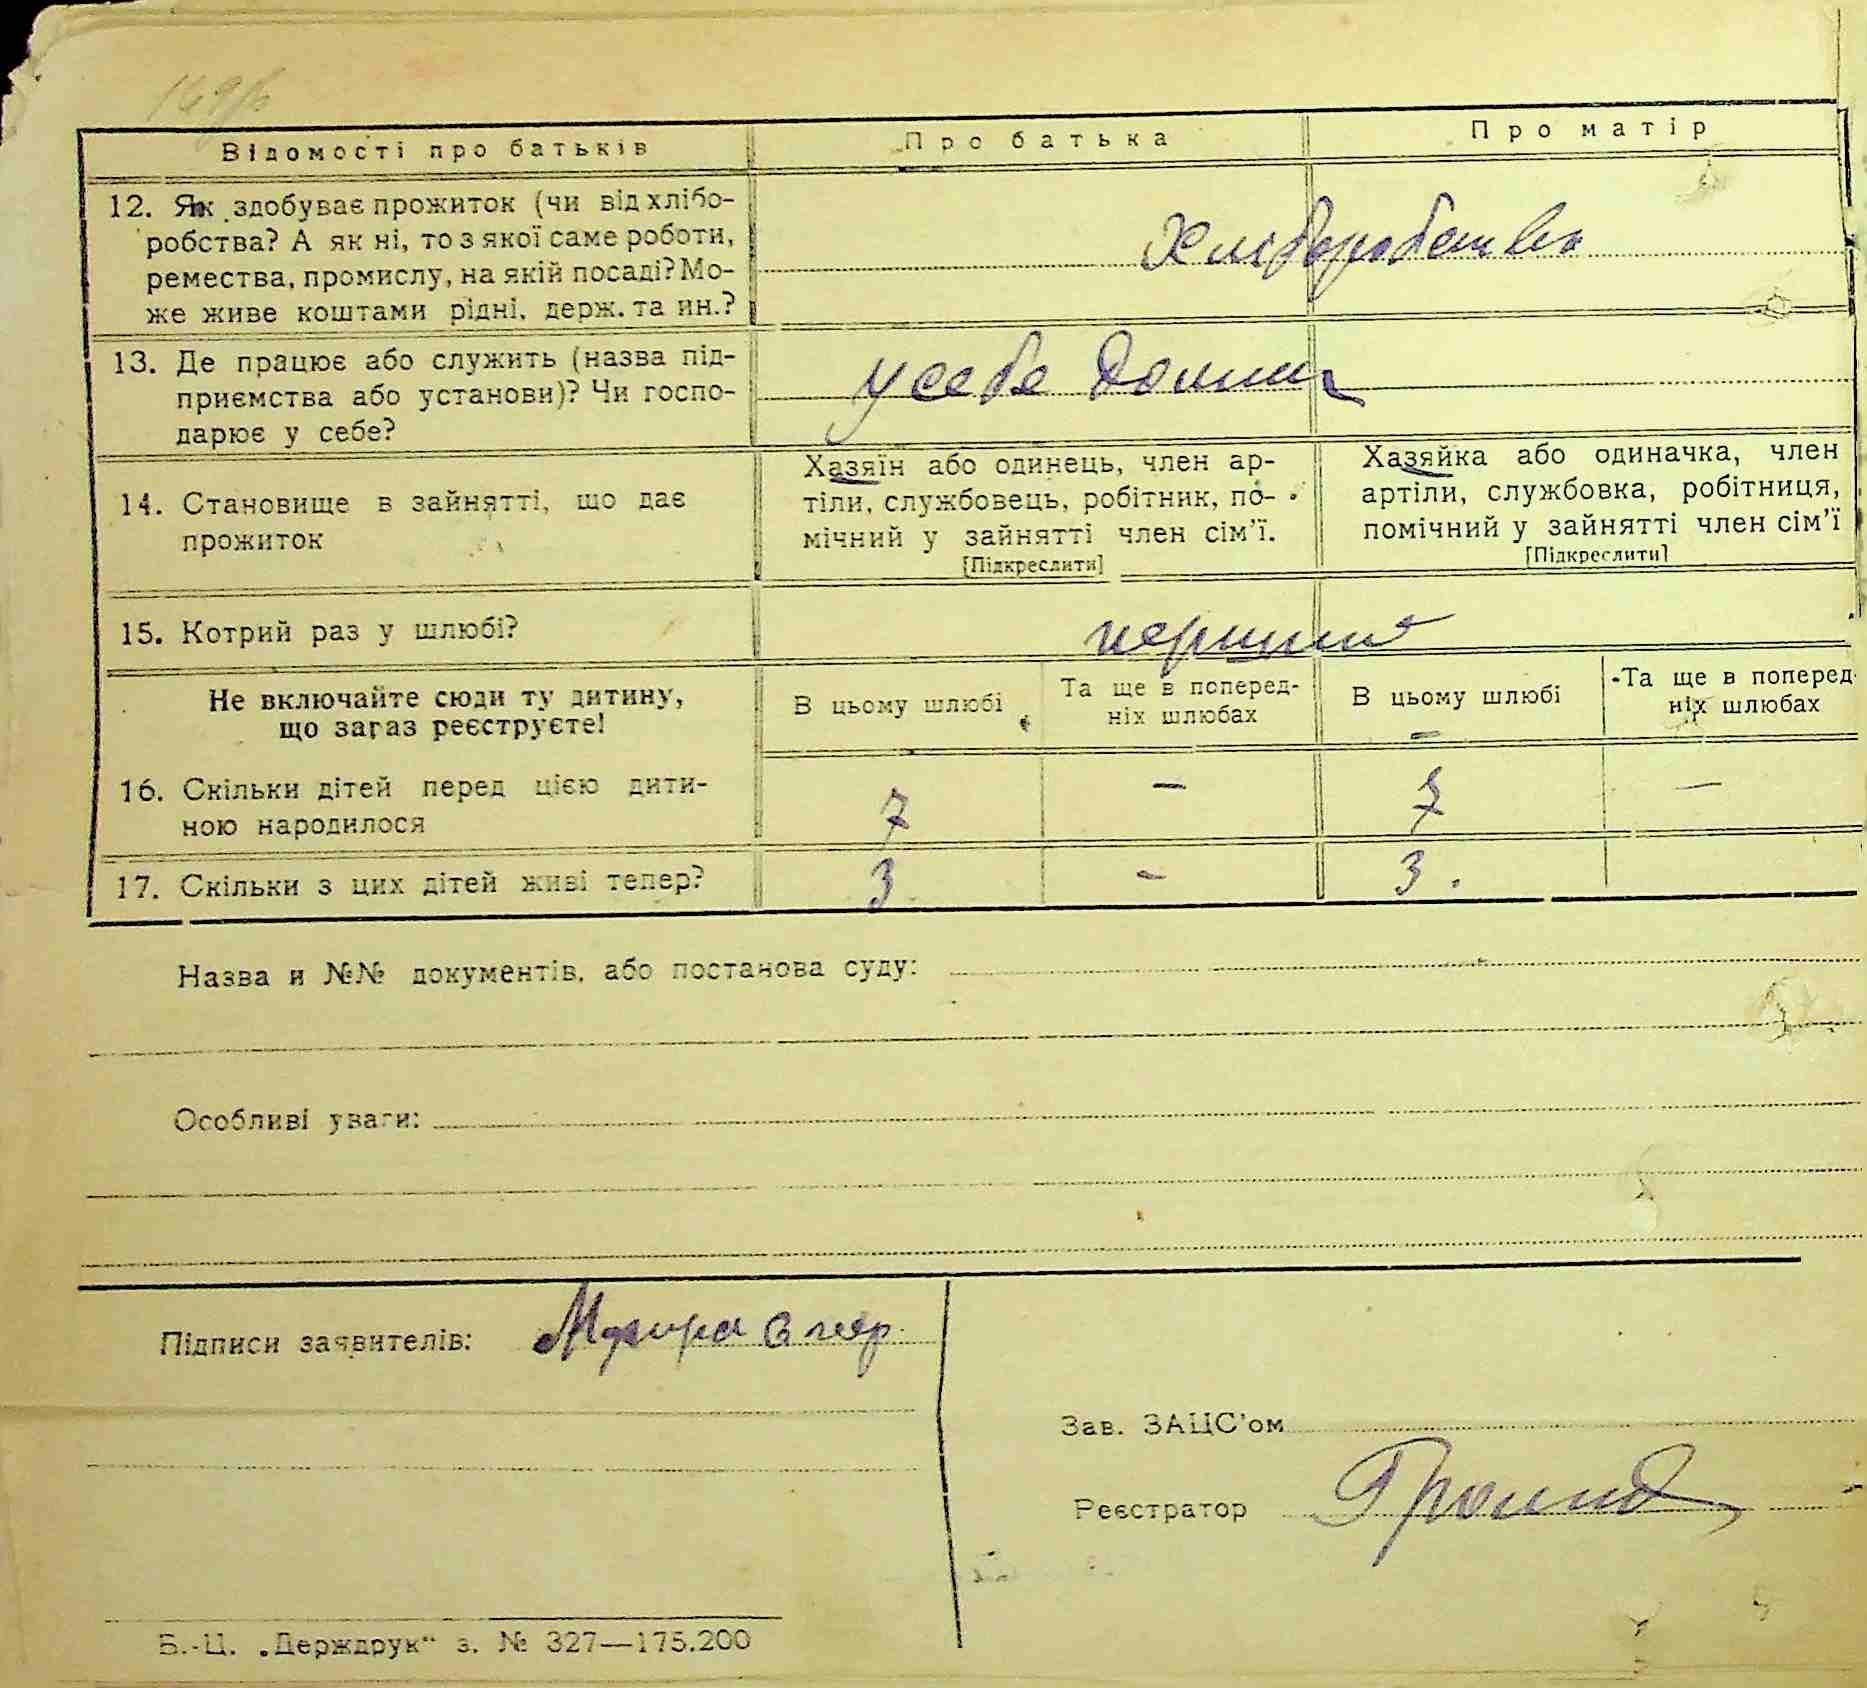 Відомості про батьків
Про батька
Про матір
12. Як здобуває прожиток (чи від хлібо-
робства? А як ні, то з якої саме роботи,
ремества, промислу, на якій посаді? Мо-
же живе коштами рідні, держ. та ин.?
Хліборобство
13. Де працює або служить (назва під-
приємства або установи)? Чи госпо-
дарює у себе?
у себе дома
14. Становище в зайнятті, що дає
прожиток
Хазяїн або одинець, член ар-
тіли, службовець, робітник, по-
мічний у зайнятті член сім’ї.
[Підкреслити]
Хазяйка або одиначка, член
артіли, службовка, робітниця,
помічний у зайнятті член сім’ї
[Підкреслити]
15. Котрий раз у шлюбі?
перший
Не включайте сюди ту дитину,
що загаз реєструєте!
В цьому шлюбі
Та ще в поперед-
ніх шлюбах
В цьому шлюбі
Та ще в поперед-
ніх шлюбах
16. Скільки дітей перед цією дити-
ною народилося
7 - 7 -
17. Скільки з цих дітей живі тепер?
3 - 3.
Назва и №№ документів, або постанова суду:
Особливі уваги:
Підписи заявителів:
Зав. ЗАЦС’ом
Реєстратор
Б.-Ц. „Держдрук“ з. № 327—175.200